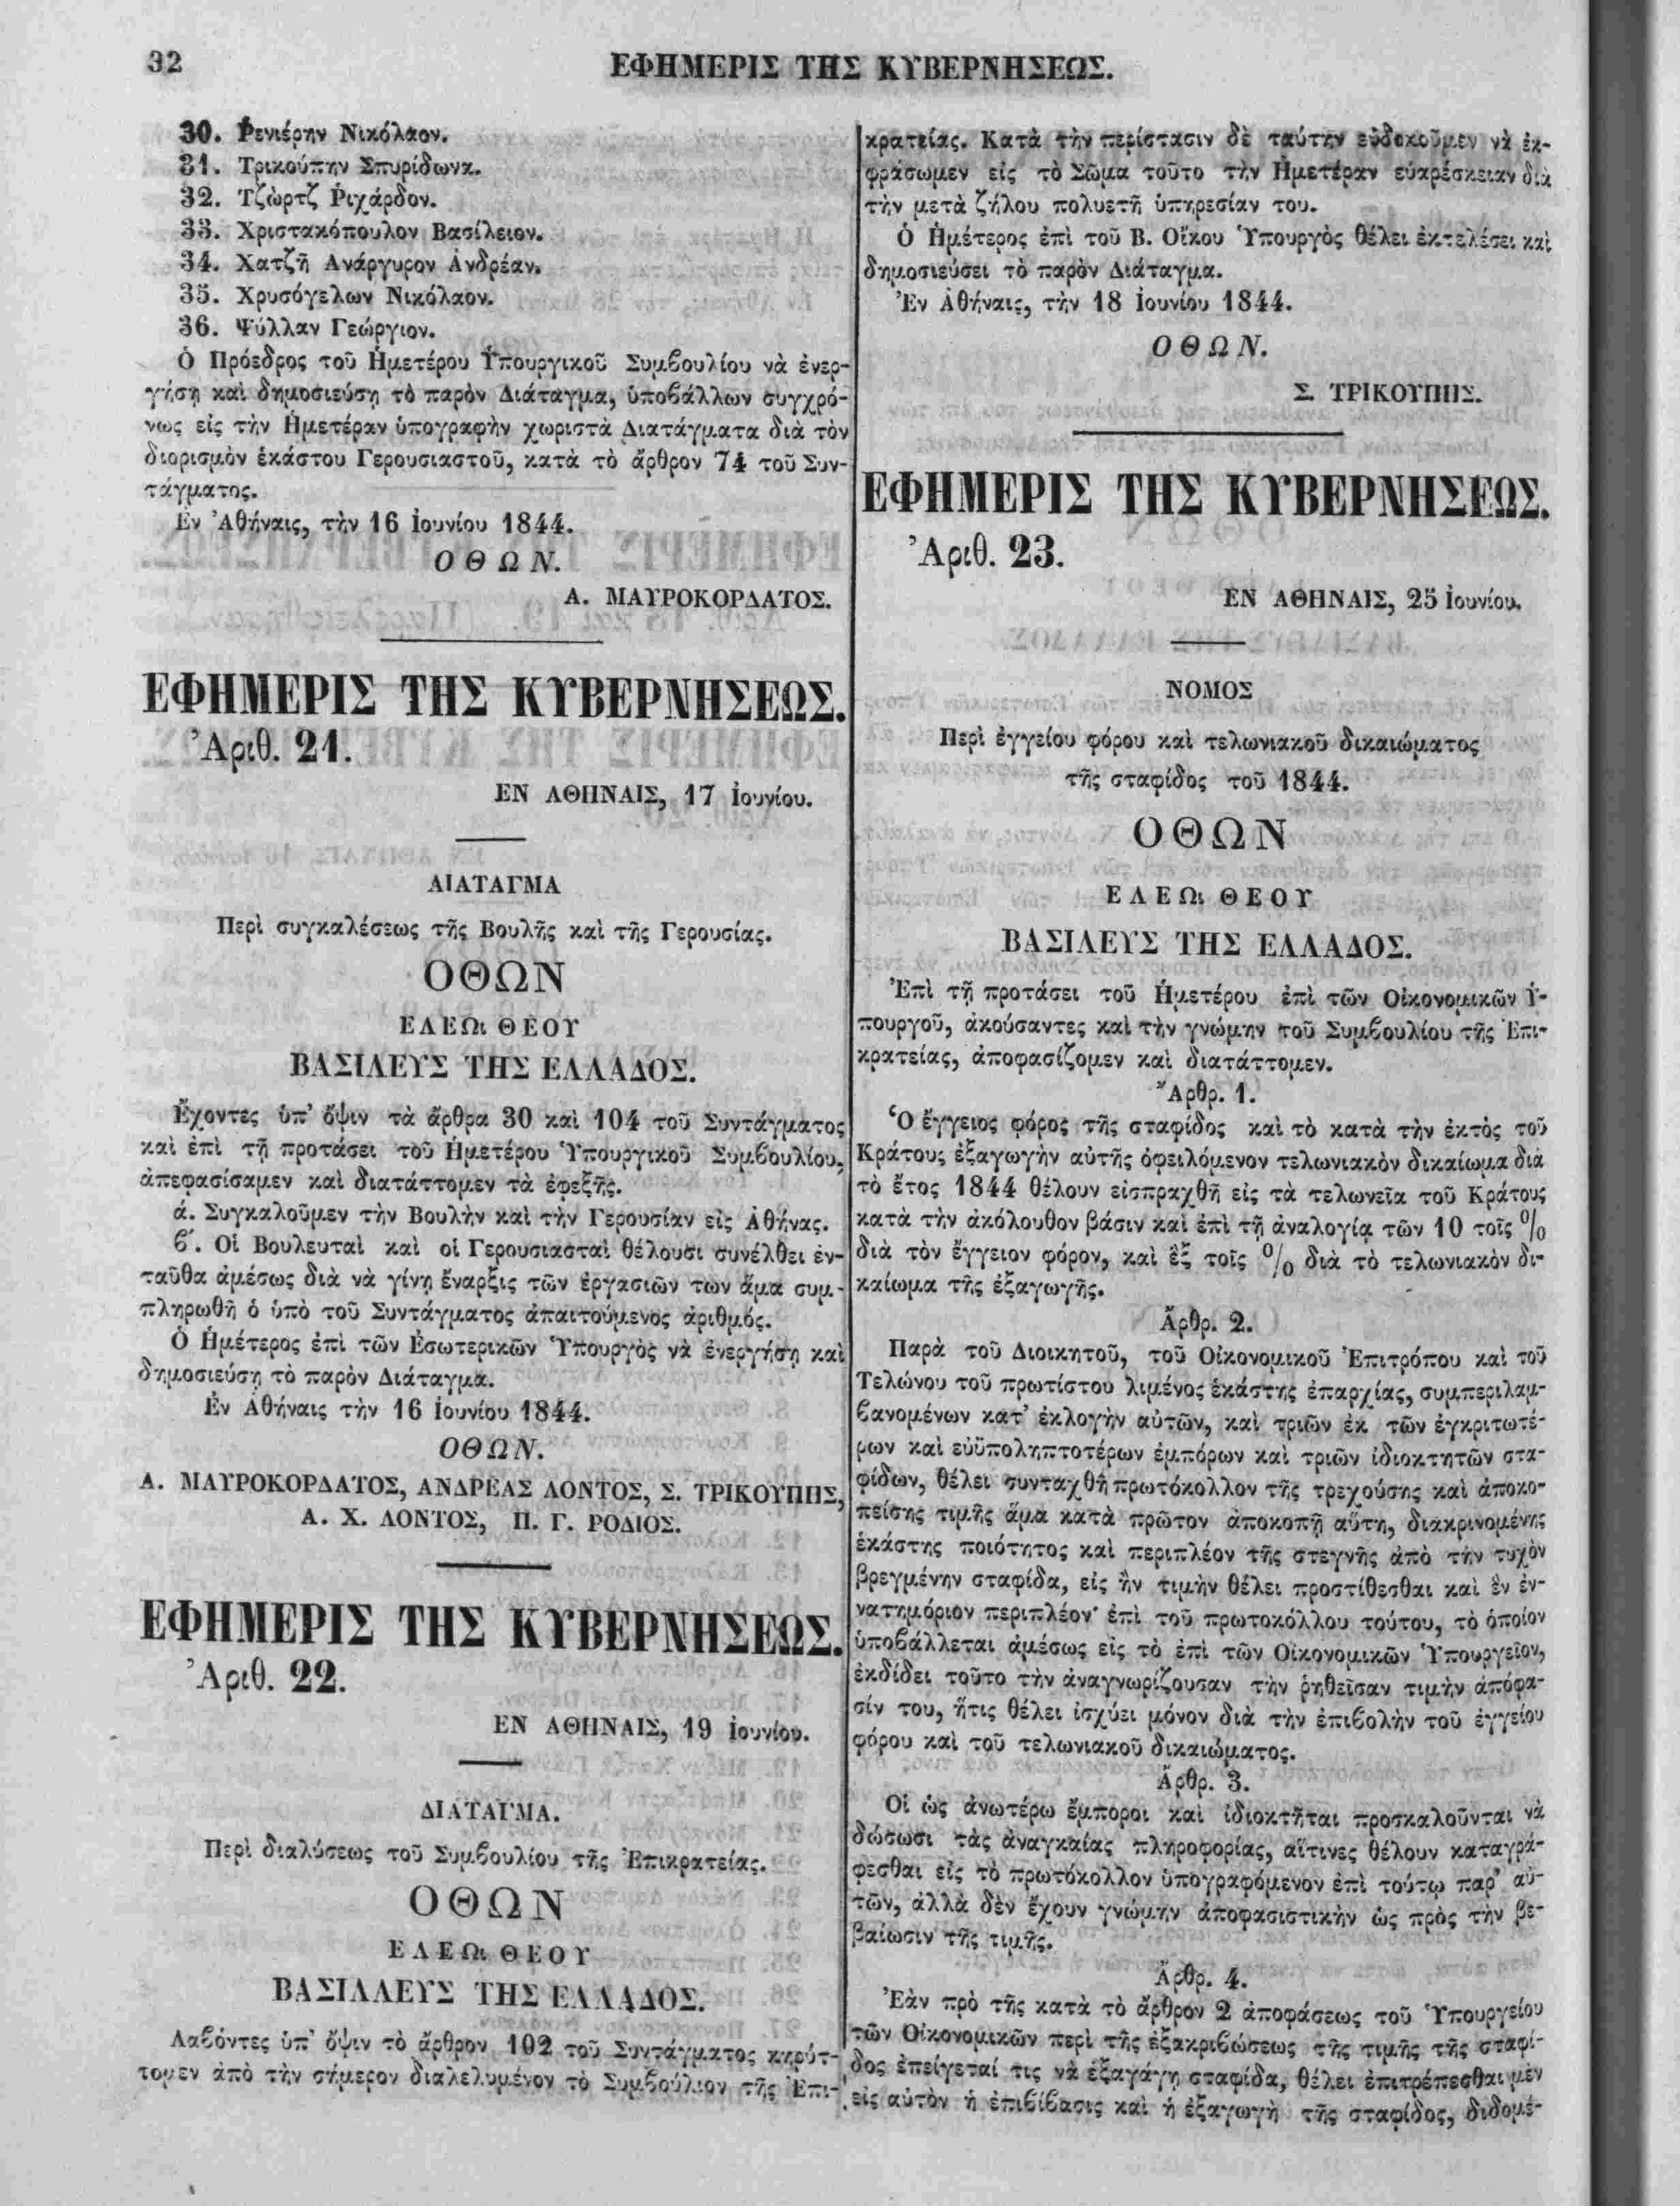 32
ΕΦΗΜΕΡΙΣ ΤΗΣ ΚΥΒΕΡΝΗΣΕΩΣ.
30. Ῥενιέρην Νικόλαον.
31. Τρικούπην Σπυρίδωνα.
32. Τζὼρτζ Ῥιχάρδον.
33. Χριστακόπουλον Βασίλειον.
34. Χατζῆ Ἀνάργυρον Ἀνδρέαν.
35. Χρυσόγελων Νικόλαον.
36. Ψύλλαν Γεώργιον.
Ὁ Πρόεδρος τοῦ Ἡμετέρου Ὑπουργικοῦ Συμβουλίου νὰ ἐνερ-
γήσῃ καὶ δημοσιεύσῃ τὸ παρὸν Διάταγμα, ὑποβάλλων συγχρό-
νως εἰς τὴν Ἡμετέραν ὑπογραφὴν χωριστὰ Διατάγματα διὰ τὸν
διορισμὸν ἑκάστου Γερουσιαστοῦ, κατὰ τὸ ἄρθρον 74 τοῦ Συν-
τάγματος.
Ἐν Ἀθήναις, τὴν 16 Ἰουνίου 1844.
ΟΘΩΝ.
Α. ΜΑΥΡΟΚΟΡΔΑΤΟΣ.
ΕΦΗΜΕΡΙΣ ΤΗΣ ΚΥΒΕΡΝΗΣΕΩΣ.
Ἀριθ. 21.
ΕΝ ΑΘΗΝΑΙΣ, 17 Ἰουνίου.
ΔΙΑΤΑΓΜΑ
Περὶ συγκαλέσεως τῆς Βουλῆς καὶ τῆς Γερουσίας.
ΟΘΩΝ
ΕΛΕΩι ΘΕΟΥ
ΒΑΣΙΛΕΥΣ ΤΗΣ ΕΛΛΑΔΟΣ.
Ἔχοντες ὑπ' ὄψιν τὰ ἄρθρα 30 καὶ 104 τοῦ Συντάγματος
καὶ ἐπὶ τῇ προτάσει τοῦ Ἡμετέρου Ὑπουργικοῦ Συμβουλίου,
ἀπεφασίσαμεν καὶ διατάττομεν τὰ ἐφεξῆς.
ά. Συγκαλοῦμεν τὴν Βουλὴν καὶ τὴν Γερουσίαν εἰς Ἀθήνας.
β'. Οἱ Βουλευταὶ καὶ οἱ Γερουσιασταὶ θέλουσι συνέλθει ἐν-
ταῦθα ἀμέσως διὰ νὰ γίνῃ ἔναρξις τῶν ἐργασιῶν των ἅμα συμ-
πληρωθῇ ὁ ὑπὸ τοῦ Συντάγματος ἀπαιτούμενος ἀριθμός.
Ὁ Ἡμέτερος ἐπὶ τῶν Ἐσωτερικῶν Ὑπουργὸς νὰ ἐνεργήσῃ καὶ
δημοσιεύσῃ τὸ παρὸν Διάταγμα.
Ἐν Ἀθήναις τὴν 16 Ἰουνίου 1844.
ΟΘΩΝ.
Α. ΜΑΥΡΟΚΟΡΔΑΤΟΣ, ΑΝΔΡΕΑΣ ΛΟΝΤΟΣ, Σ. ΤΡΙΚΟΥΠΗΣ,
Α. Χ. ΛΟΝΤΟΣ, Π. Γ. ΡΟΔΙΟΣ.
ΕΦΗΜΕΡΙΣ ΤΗΣ ΚΥΒΕΡΝΗΣΕΩΣ.
Ἀριθ. 22.
ΕΝ ΑΘΗΝΑΙΣ, 19 Ἰουνίου.
ΔΙΑΤΑΓΜΑ.
Περὶ διαλύσεως τοῦ Συμβουλίου τῆς Ἐπικρατείας.
ΟΘΩΝ
ΕΛΕΩι ΘΕΟΥ
ΒΑΣΙΛΛΕΥΣ ΤΗΣ ΕΛΛΑΔΟΣ.
Λαβόντες ὑπ' ὄψιν τὸ ἄρθρον 102 τοῦ Συντάγματος κηρύτ-
τομεν ἀπὸ τὴν σήμερον διαλελυμένον τὸ Συμβούλιον τῆς Ἐπι-
κρατείας. Κατὰ τὴν περίστασιν δὲ ταύτην εὐδοκοῦμεν νὰ ἐκ-
φράσωμεν εἰς τὸ Σῶμα τοῦτο τὴν Ἡμετέραν εὐαρέσκειαν διὰ
τὴν μετὰ ζήλου πολυετῆ ὑπηρεσίαν του.
Ὁ Ἡμέτερος ἐπὶ τοῦ Β. Οἴκου Ὑπουργὸς θέλει ἐκτελέσει καὶ
δημοσιεύσει τὸ παρὸν Διάταγμα.
Ἐν Ἀθήναις, τὴν 18 Ἰουνίου 1844.
ΟΘΩΝ.
Σ. ΤΡΙΚΟΥΠΗΣ.
ΕΦΗΜΕΡΙΣ ΤΗΣ ΚΥΒΕΡΝΗΣΕΩΣ.
Ἀριθ. 23.
ΕΝ ΑΘΗΝΑΙΣ, 25 Ἰουνίου.
ΝΟΜΟΣ
Περὶ ἐγγείου φόρου καὶ τελωνιακοῦ δικαιώματος
τῆς σταφίδος τοῦ 1844.
ΟΘΩΝ
ΕΛΕΩι ΘΕΟΥ
ΒΑΣΙΛΕΥΣ ΤΗΣ ΕΛΛΑΔΟΣ.
Ἐπὶ τῇ προτάσει τοῦ Ἡμετέρου ἐπὶ τῶν Οἰκονομικῶν Ὑ-
πουργοῦ, ἀκούσαντες καὶ τὴν γνώμην τοῦ Συμβουλίου τῆς Ἐπι-
κρατείας, ἀποφασίζομεν καὶ διατάττομεν.
Ἄρθρ. 1.
Ὁ ἔγγειος φόρος τῆς σταφίδος καὶ τὸ κατὰ τὴν ἐκτὸς τοῦ
Κράτους ἐξαγωγὴν αὐτῆς ὀφειλόμενον τελωνιακὸν δικαίωμα διὰ
τὸ ἔτος 1844 θέλουν εἰσπραχθῆ εἰς τὰ τελωνεῖα τοῦ Κράτους
κατὰ τὴν ἀκόλουθον βάσιν καὶ ἐπὶ τῇ ἀναλογίᾳ τῶν 10 τοῖς %
διὰ τὸν ἔγγειον φόρον, καὶ ἓξ τοῖς % διὰ τὸ τελωνιακὸν δι-
καίωμα τῆς ἐξαγωγῆς.
Ἄρθρ. 2.
Παρὰ τοῦ Διοικητοῦ, τοῦ Οἰκονομικοῦ Ἐπιτρόπου καὶ τοῦ
Τελώνου τοῦ πρωτίστου λιμένος ἑκάστης ἐπαρχίας, συμπεριλαμ-
βανομένων κατ' ἐκλογὴν αὐτῶν, καὶ τριῶν ἐκ τῶν ἐγκριτωτέ-
ρων καὶ εὐϋποληπτοτέρων ἐμπόρων καὶ τριῶν ἰδιοκτητῶν στα-
φίδων, θέλει συνταχθῆ πρωτόκολλον τῆς τρεχούσης καὶ ἀποκο-
πείσης τιμῆς ἅμα κατὰ πρῶτον ἀποκοπῇ αὕτη, διακρινομένης
ἑκάστης ποιότητος καὶ περιπλέον τῆς στεγνῆς ἀπὸ τὴν τυχὸν
βρεγμένην σταφίδα, εἰς ἣν τιμὴν θέλει προστίθεσθαι καὶ ἓν ἐν-
νατημόριον περιπλέον· ἐπὶ τοῦ πρωτοκόλλου τούτου, τὸ ὁποῖον
ὑποβάλλεται ἀμέσως εἰς τὸ ἐπὶ τῶν Οἰκονομικῶν Ὑπουργεῖον,
ἐκδίδει τοῦτο τὴν ἀναγνωρίζουσαν τὴν ῥηθεῖσαν τιμὴν ἀπόφα-
σίν του, ἥτις θέλει ἰσχύει μόνον διὰ τὴν ἐπιβολὴν τοῦ ἐγγείου
φόρου καὶ τοῦ τελωνιακοῦ δικαιώματος.
Ἄρθρ. 3.
Οἱ ὡς ἀνωτέρω ἔμποροι καὶ ἰδιοκτῆται προσκαλοῦνται νὰ
δώσωσι τὰς ἀναγκαίας πληροφορίας, αἵτινες θέλουν καταγρά-
φεσθαι εἰς τὸ πρωτόκολλον ὑπογραφόμενον ἐπὶ τούτῳ παρ' αὐ-
τῶν, ἀλλὰ δὲν ἔχουν γνώμην ἀποφασιστικὴν ὡς πρὸς τὴν βε-
βαίωσιν τῆς τιμῆς.
Ἄρθρ. 4.
Ἐὰν πρὸ τῆς κατὰ τὸ ἄρθρον 2 ἀποφάσεως τοῦ Ὑπουργείου
τῶν Οἰκονομικῶν περὶ τῆς ἐξακριβώσεως τῆς τιμῆς τῆς σταφί-
δος ἐπείγεταί τις νὰ ἐξαγάγῃ σταφίδα, θέλει ἐπιτρέπεσθαι μὲν
εἰς αὐτὸν ἡ ἐπιβίβασις καὶ ἡ ἐξαγωγὴ τῆς σταφίδος, διδομέ-